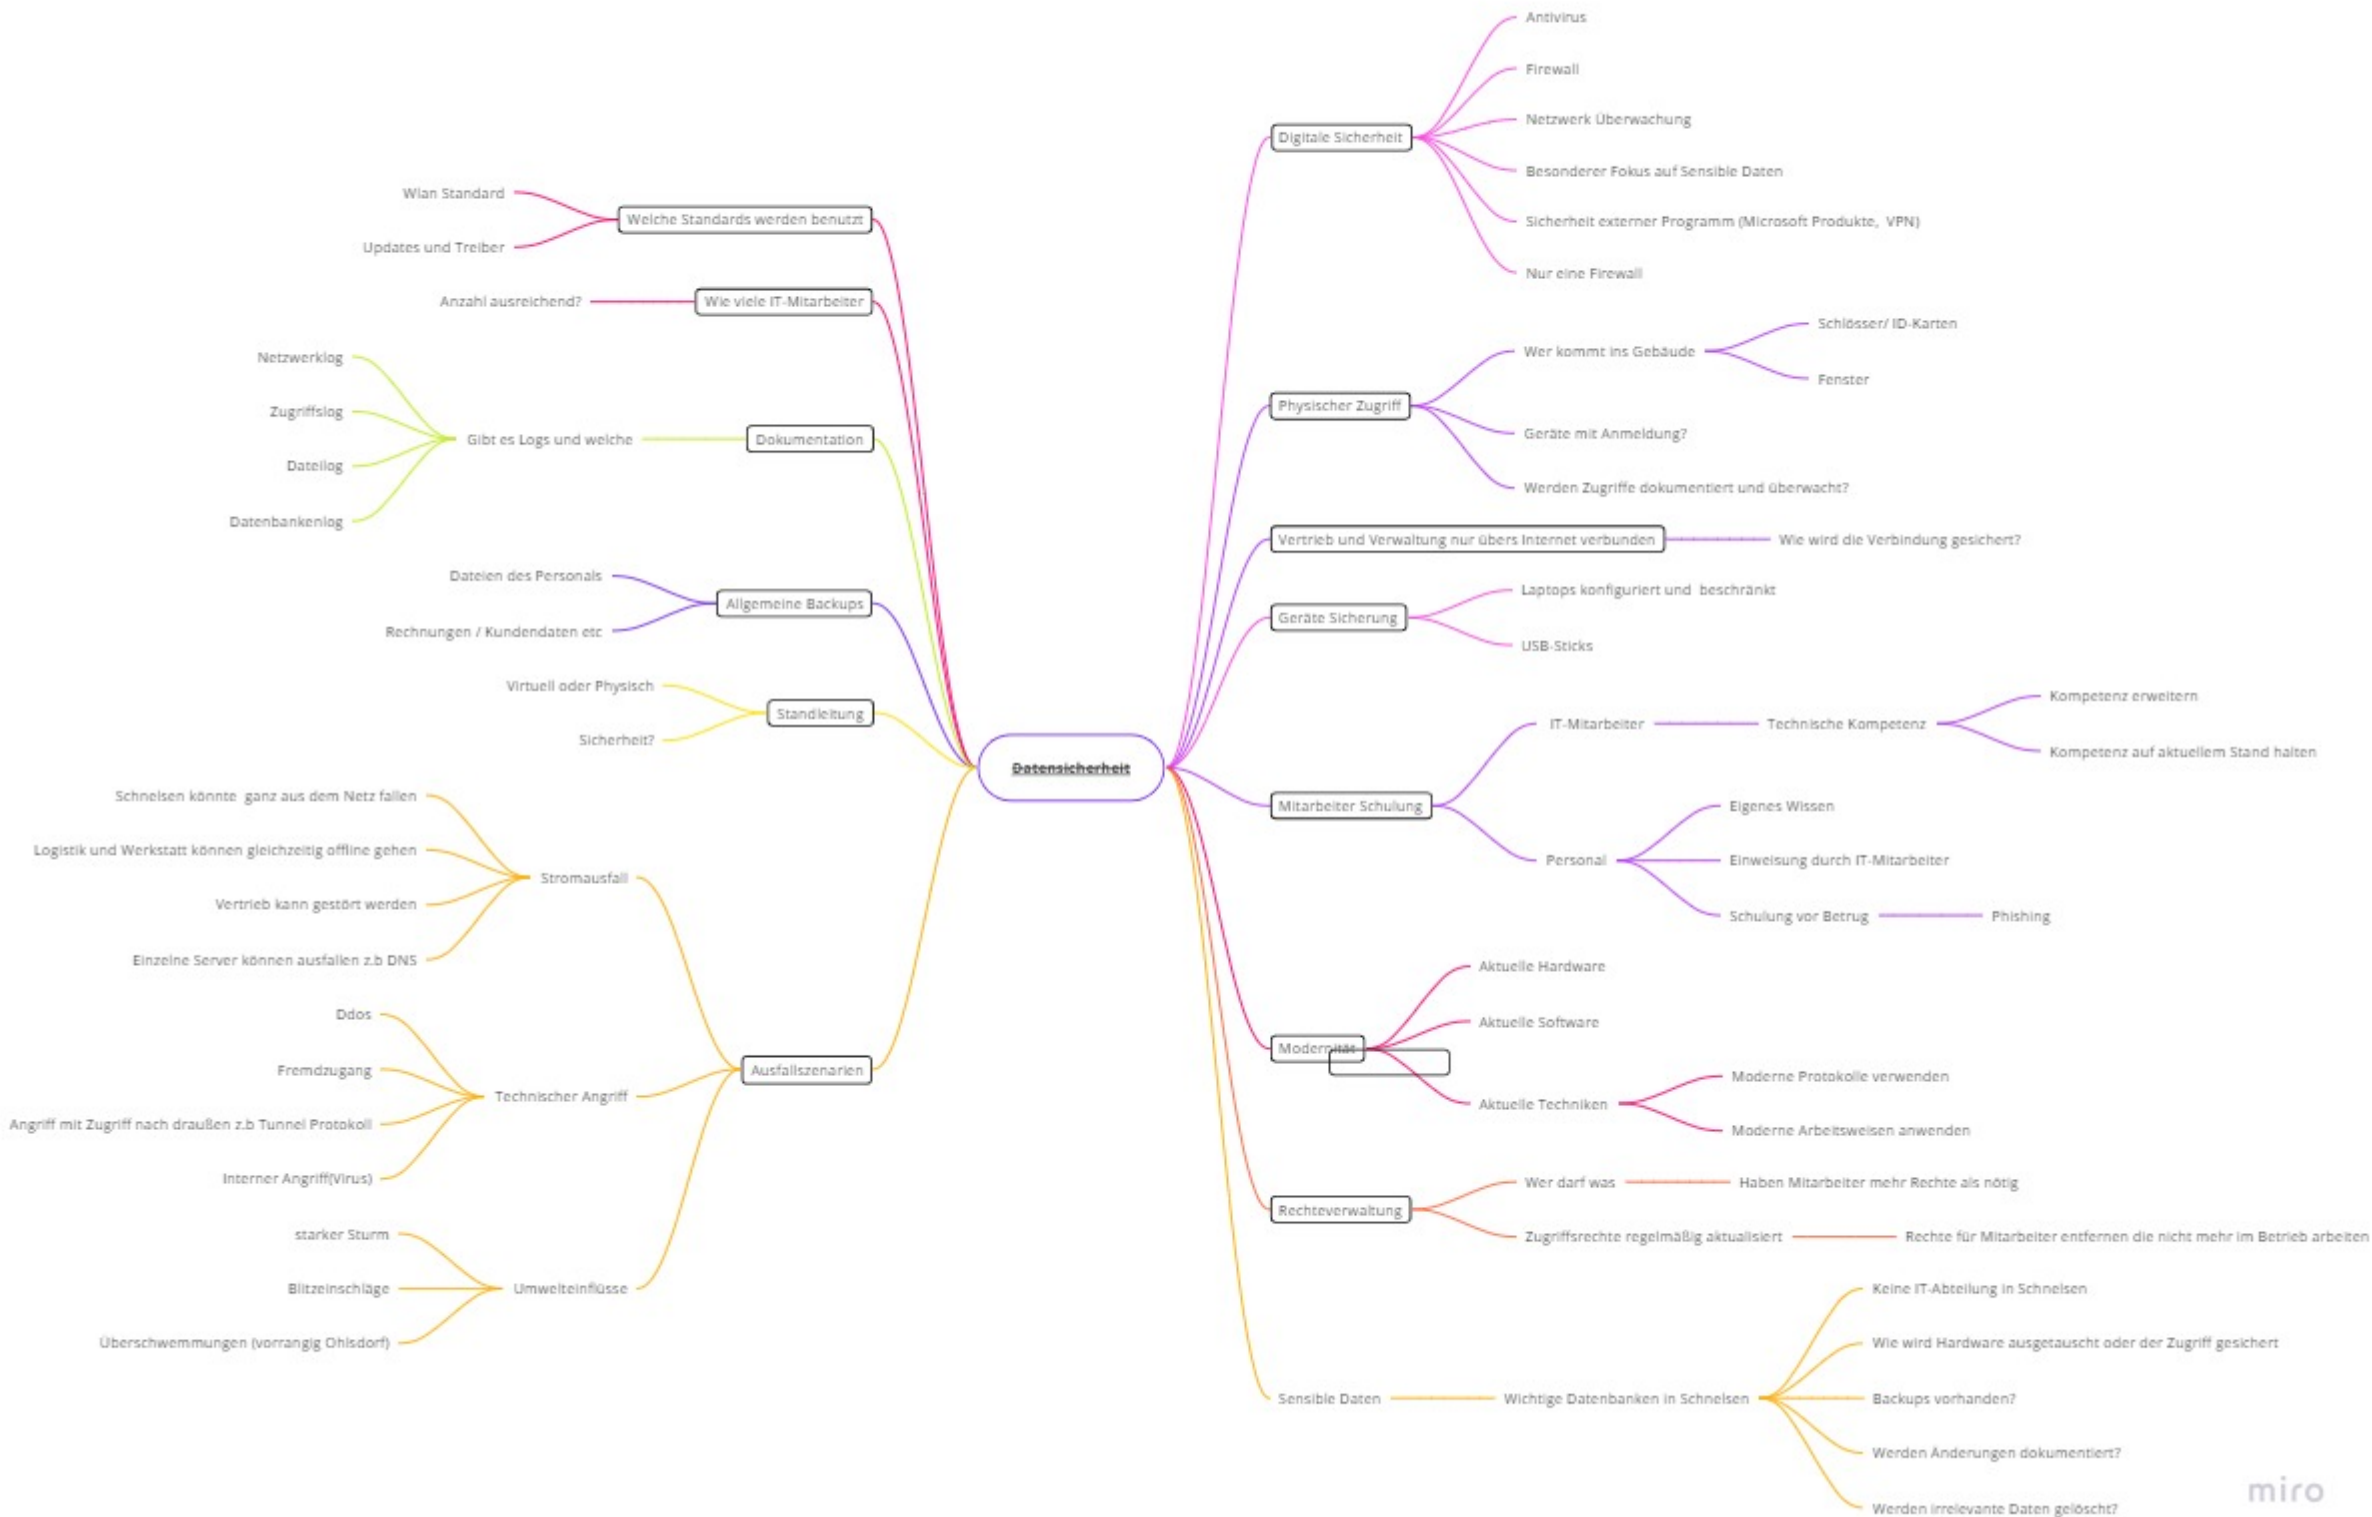 Datensicherheit
Welche Standards werden benutzt
Wlan Standard
Updates und Treiber
Wie viele IT-Mitarbeiter
Anzahl ausreichend?
Dokumentation
Gibt es Logs und welche
Netzwerklog
Zugriffslog
Dateilog
Datenbankenlog
Allgemeine Backups
Dateien des Personals
Rechnungen / Kundendaten etc
Standleitung
Virtuell oder Physisch
Sicherheit?
Ausfallszenarien
Stromausfall
Schnelsen könnte ganz aus dem Netz fallen
Logistik und Werkstatt können gleichzeitig offline gehen
Vertrieb kann gestört werden
Einzelne Server können ausfallen z.b DNS
Technischer Angriff
Ddos
Fremdzugang
Angriff mit Zugriff nach draußen z.b Tunnel Protokoll
Interner Angriff(Virus)
Umwelteinflüsse
starker Sturm
Blitzeinschläge
Überschwemmungen (vorrangig Ohlsdorf)
Digitale Sicherheit
Antivirus
Firewall
Netzwerk Überwachung
Besonderer Fokus auf Sensible Daten
Sicherheit externer Programm (Microsoft Produkte, VPN)
Nur eine Firewall
Physischer Zugriff
Wer kommt ins Gebäude
Schlösser/ ID-Karten
Fenster
Geräte mit Anmeldung?
Werden Zugriffe dokumentiert und überwacht?
Vertrieb und Verwaltung nur übers Internet verbunden
Wie wird die Verbindung gesichert?
Geräte Sicherung
Laptops konfiguriert und beschränkt
USB-Sticks
Mitarbeiter Schulung
IT-Mitarbeiter
Technische Kompetenz
Kompetenz erweitern
Kompetenz auf aktuellem Stand halten
Personal
Eigenes Wissen
Einweisung durch IT-Mitarbeiter
Schulung vor Betrug
Phishing
Modernität
Aktuelle Hardware
Aktuelle Software
Aktuelle Techniken
Moderne Protokolle verwenden
Moderne Arbeitsweisen anwenden
Rechteverwaltung
Wer darf was
Haben Mitarbeiter mehr Rechte als nötig
Zugriffsrechte regelmäßig aktualisiert
Rechte für Mitarbeiter entfernen die nicht mehr im Betrieb arbeiten
Sensible Daten
Wichtige Datenbanken in Schnelsen
Keine IT-Abteilung in Schnelsen
Wie wird Hardware ausgetauscht oder der Zugriff gesichert
Backups vorhanden?
Werden Änderungen dokumentiert?
Werden irrelevante Daten gelöscht?
miro